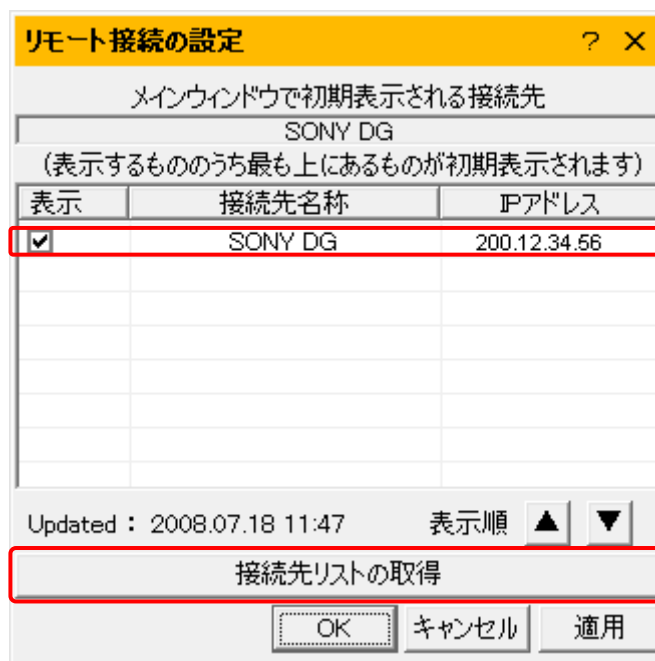 リモート接続の設定 ? ×
メインウィンドウで初期表示される接続先
SONY DG
(表示するもののうち最も上にあるものが初期表示されます)
表示 接続先名称 IPアドレス
SONY DG 200.12.34.56
Updated : 2008.07.18 11:47 表示順 ▲ ▼
接続先リストの取得
OK キャンセル 適用